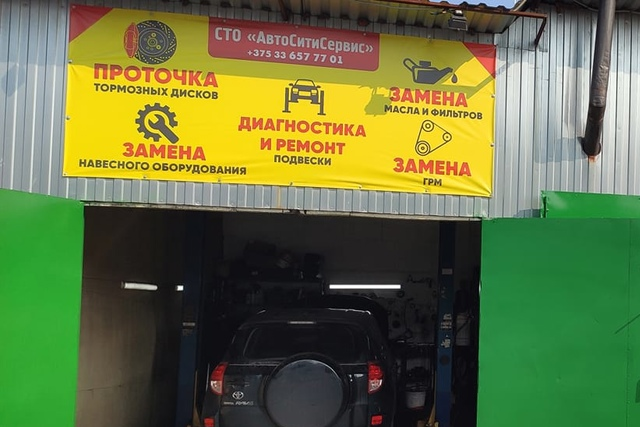 СТО «АвтоСитиСервис»
+375 33 657 77 01
ПРОТОЧКА
ТОРМОЗНЫХ ДИСКОВ
ЗАМЕНА
НАВЕСНОГО ОБОРУДОВАНИЯ
ДИАГНОСТИКА
И РЕМОНТ
ПОДВЕСКИ
ЗАМЕНА
МАСЛА И ФИЛЬТРОВ
ЗАМЕНА
ГРМ